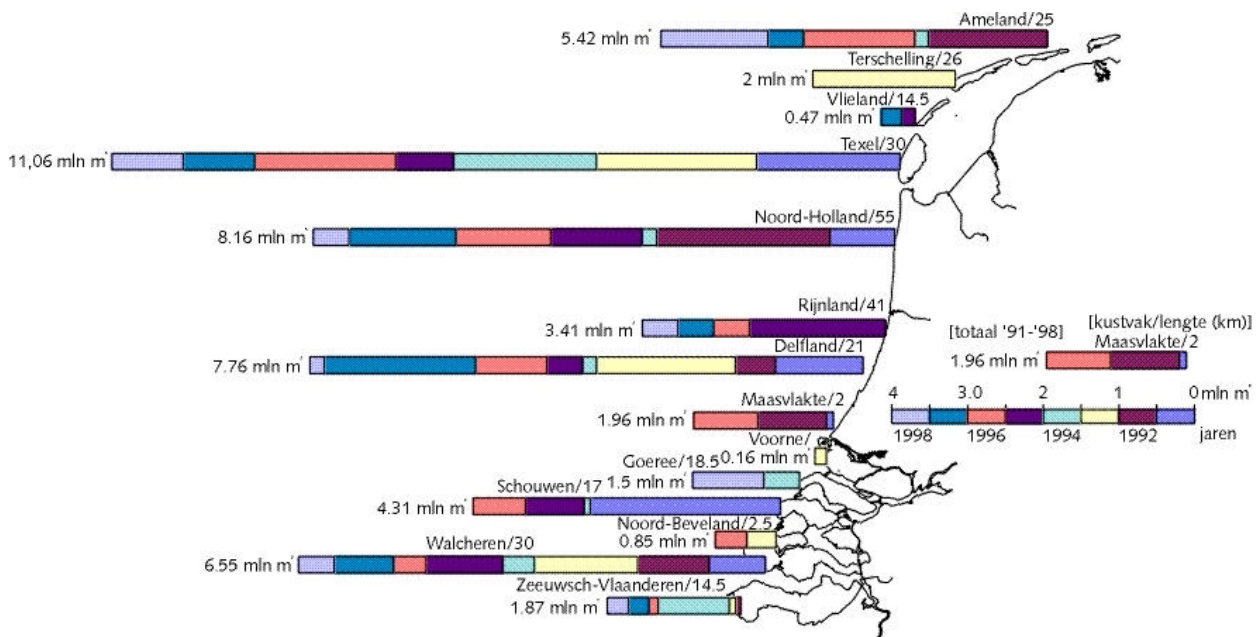 Ameland/25
5.42 mln m³
Terschelling/26
2 mln m³
Vlieland/14.5
0.47 mln m³
Texel/30
11,06 mln m³
Noord-Holland/55
8.16 mln m³
Rijnland/41
3.41 mln m³
Delfland/21
7.76 mln m³
[totaal '91-'98] [kustvak/lengte (km)]
Maasvlakte/2
1.96 mln m³
4 3.0 2 1 0 mln m³
1998 1996 1994 1992 jaren
Maasvlakte/2
1.96 mln m³
Voorne/
0.16 mln m³
Goeree/18.5
1.5 mln m³
Schouwen/17
4.31 mln m³
Noord-Beveland/2.5
0.85 mln m³
Walcheren/30
6.55 mln m³
Zeeuwsch-Vlaanderen/14.5
1.87 mln m³